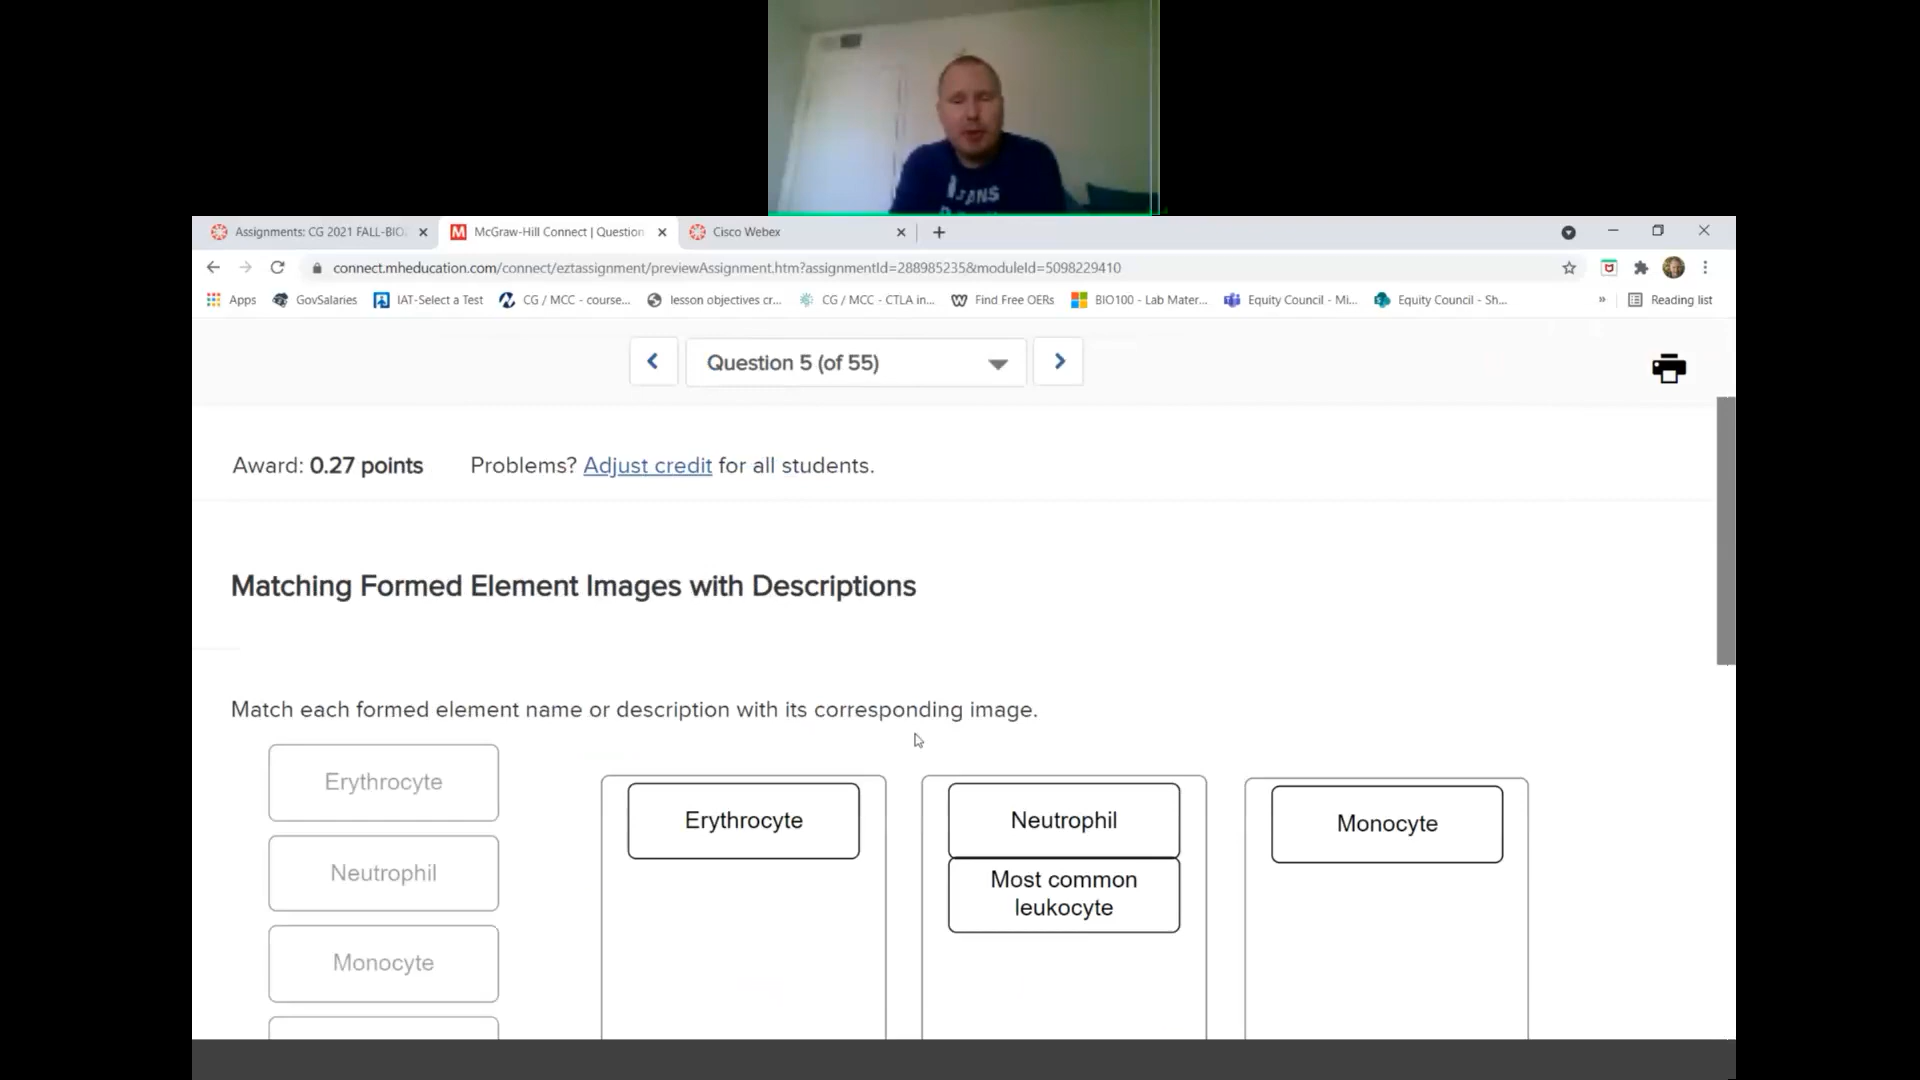 Assignments: CG 2021 FALL-BIO
McGraw-Hill Connect | Question
Cisco Webex
connect.mheducation.com/connect/eztassignment/previewAssignment.htm?assignmentId=288985235&moduleId=5098229410
Apps GovSalaries IAT-Select a Test CG / MCC - course... lesson objectives cr... CG / MCC - CTLA in... Find Free OERs BIO100 - Lab Mater... Equity Council - Mi... Equity Council - Sh... » Reading list
Question 5 (of 55)
Award: 0.27 points Problems? Adjust credit for all students.
Matching Formed Element Images with Descriptions
Match each formed element name or description with its corresponding image.
Erythrocyte
Neutrophil
Monocyte
Erythrocyte
Neutrophil
Most common
leukocyte
Monocyte